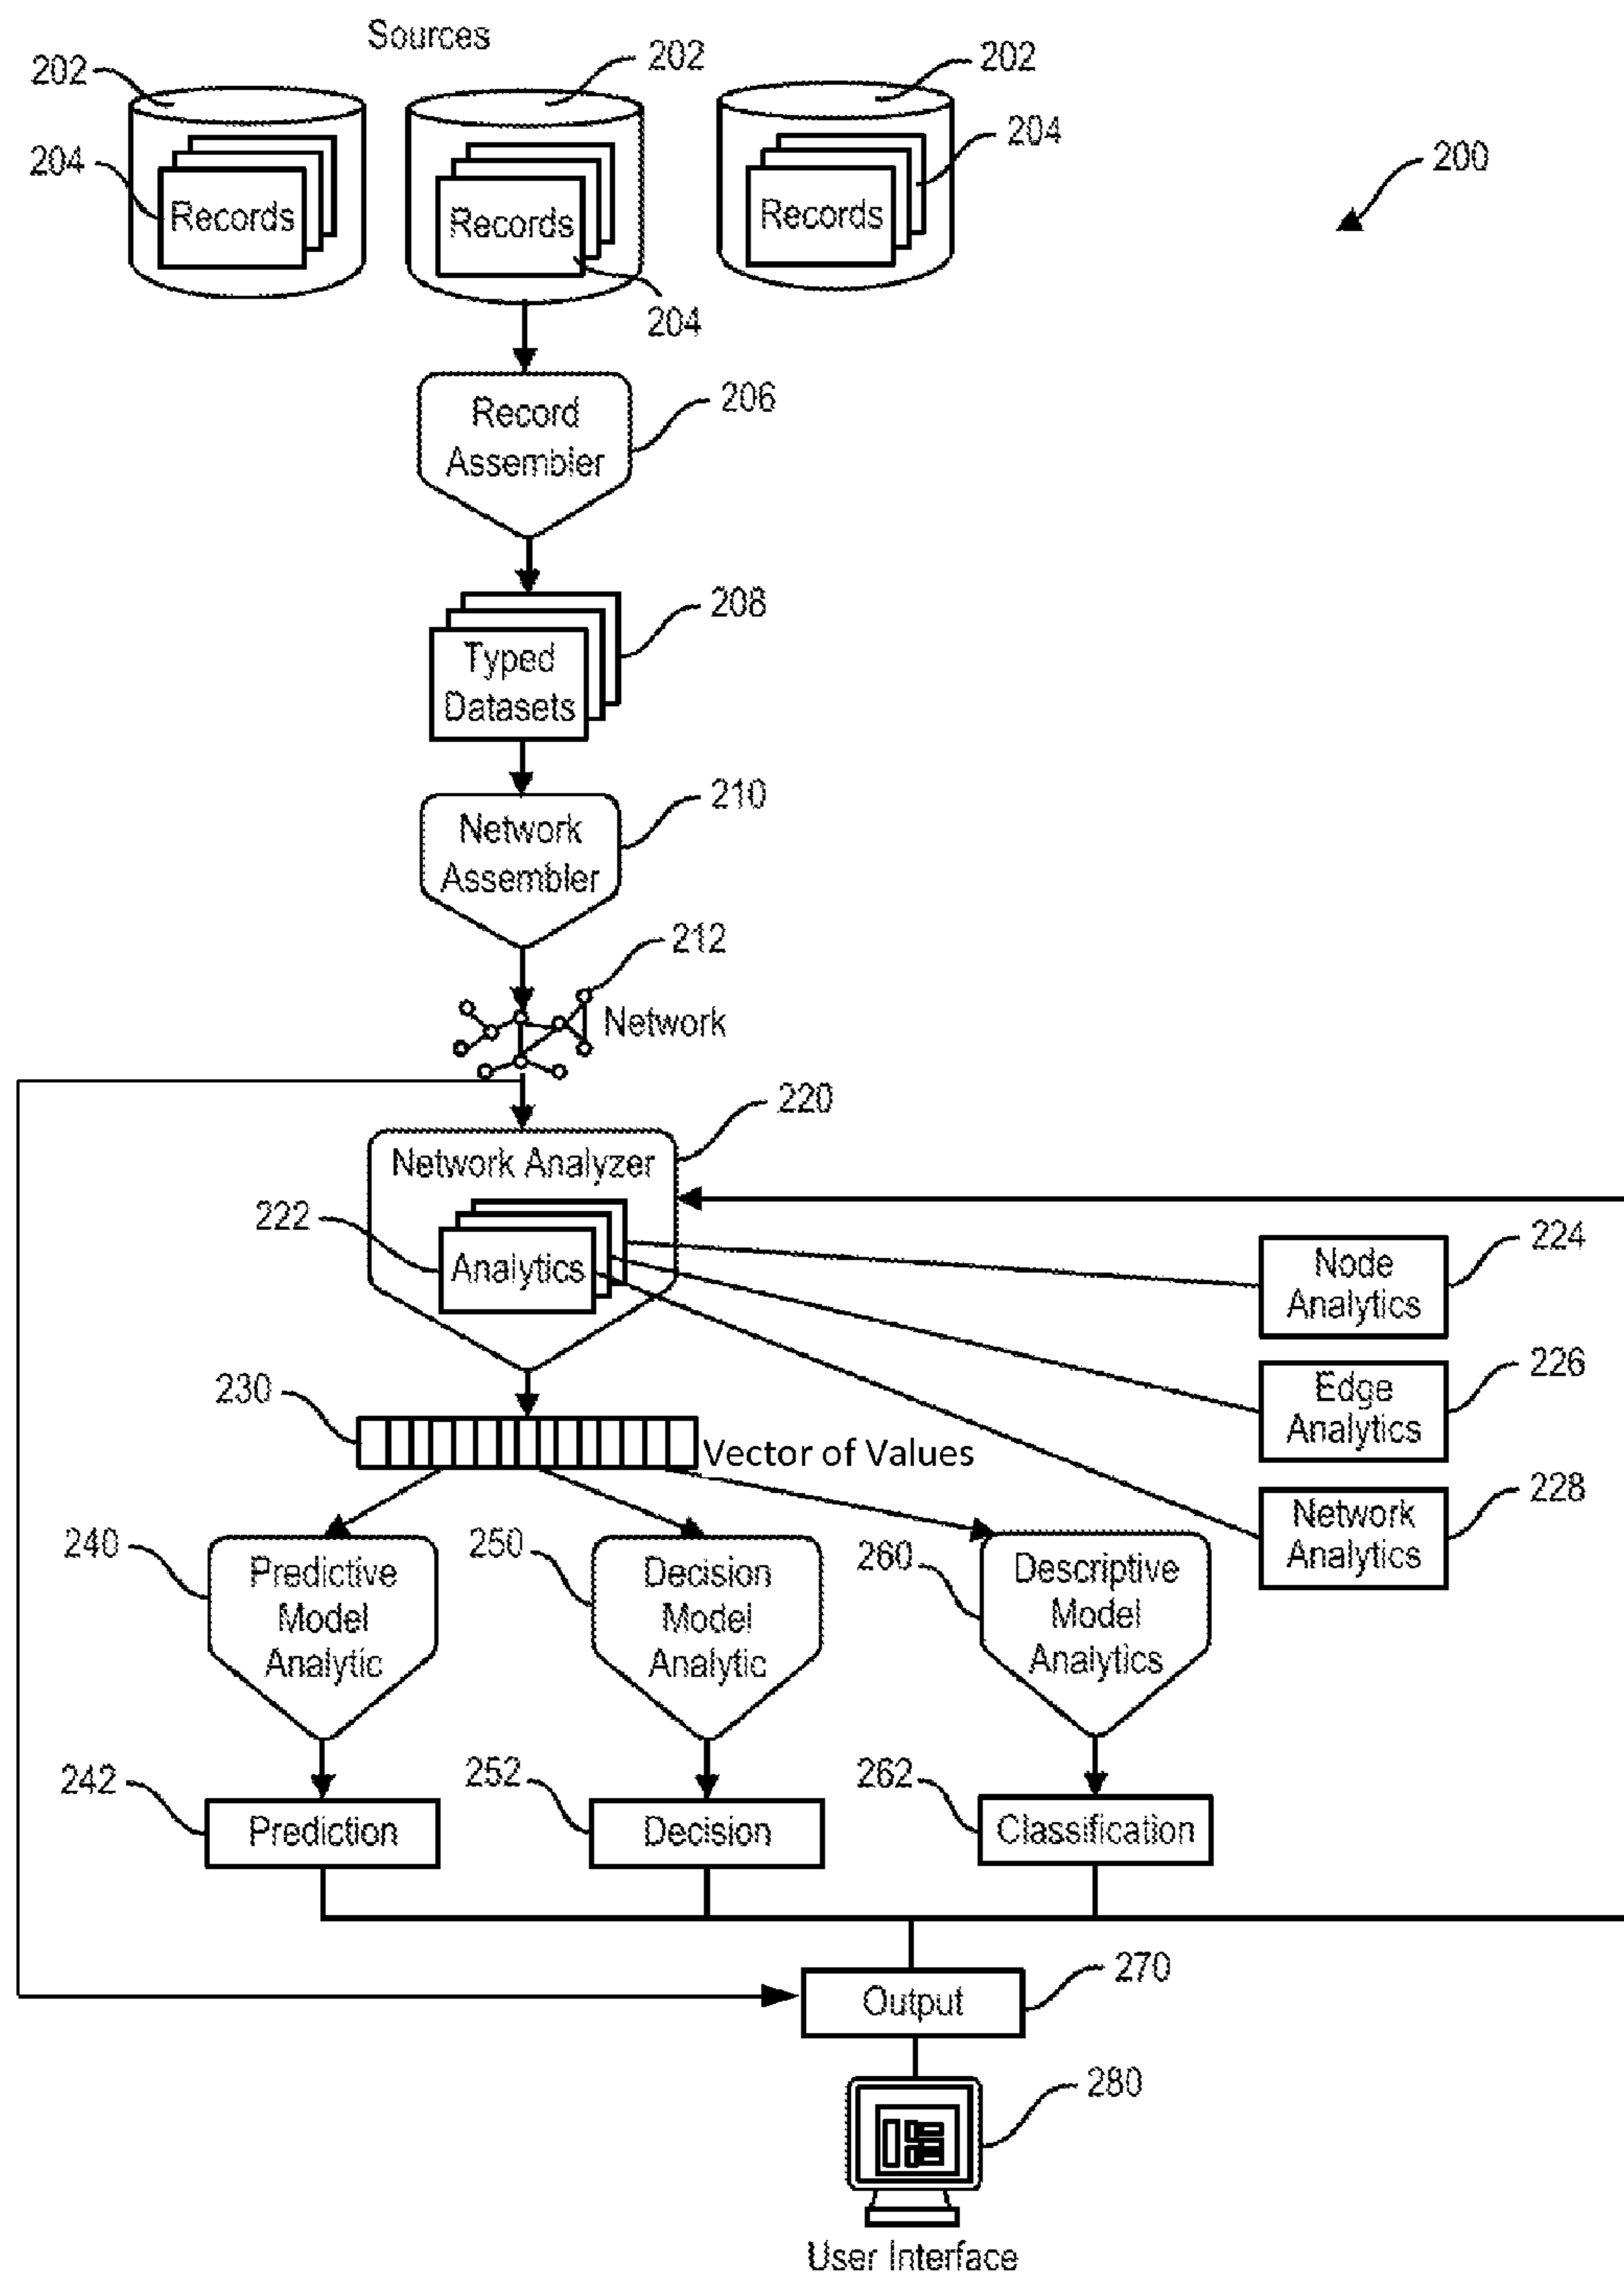 Sources
202
202
202
204
204
200
Records
Records
Records
204
Record
Assembler
206
Typed
Datasets
208
Network
Assembler
210
212
Network
220
Network Analyzer
222
Analytics
Node
Analytics
224
Edge
Analytics
226
Network
Analytics
228
230
Vector of Values
240
Predictive
Model
Analytic
250
Decision
Model
Analytic
260
Descriptive
Model
Analytics
242
Prediction
252
Decision
262
Classification
Output
270
280
User Interface